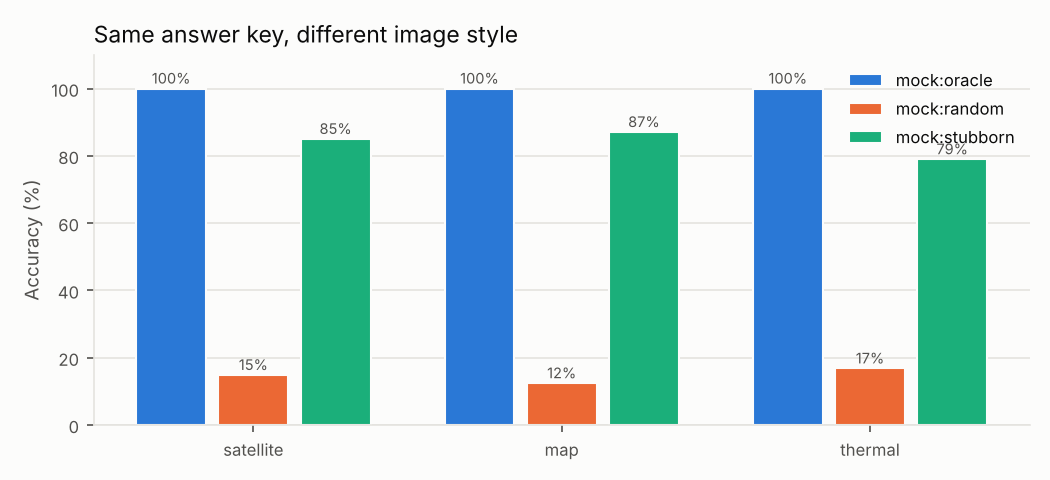 Same answer key, different image style
Accuracy (%)
100
80
60
40
20
0
100%
15%
85%
100%
12%
87%
100%
17%
79%
mock:oracle
mock:random
mock:stubborn
satellite
map
thermal